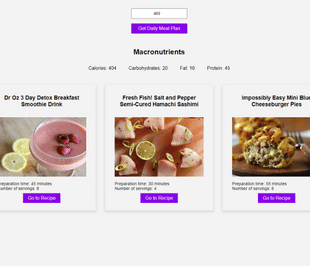 Get Daily Meal Plan
Macronutrients
Calories: 404 Carbohydrates: 20 Fat: 16 Protein: 45
Dr Oz 3 Day Detox Breakfast
Smoothie Drink
Preparation time: 45 minutes
Number of servings: 6
Go to Recipe
Fresh Fish! Salt and Pepper
Semi-Cured Hamachi Sashimi
Preparation time: 30 minutes
Number of servings: 4
Go to Recipe
Impossibly Easy Mini Blue
Cheeseburger Pies
Preparation time: 55 minutes
Number of servings: 6
Go to Recipe